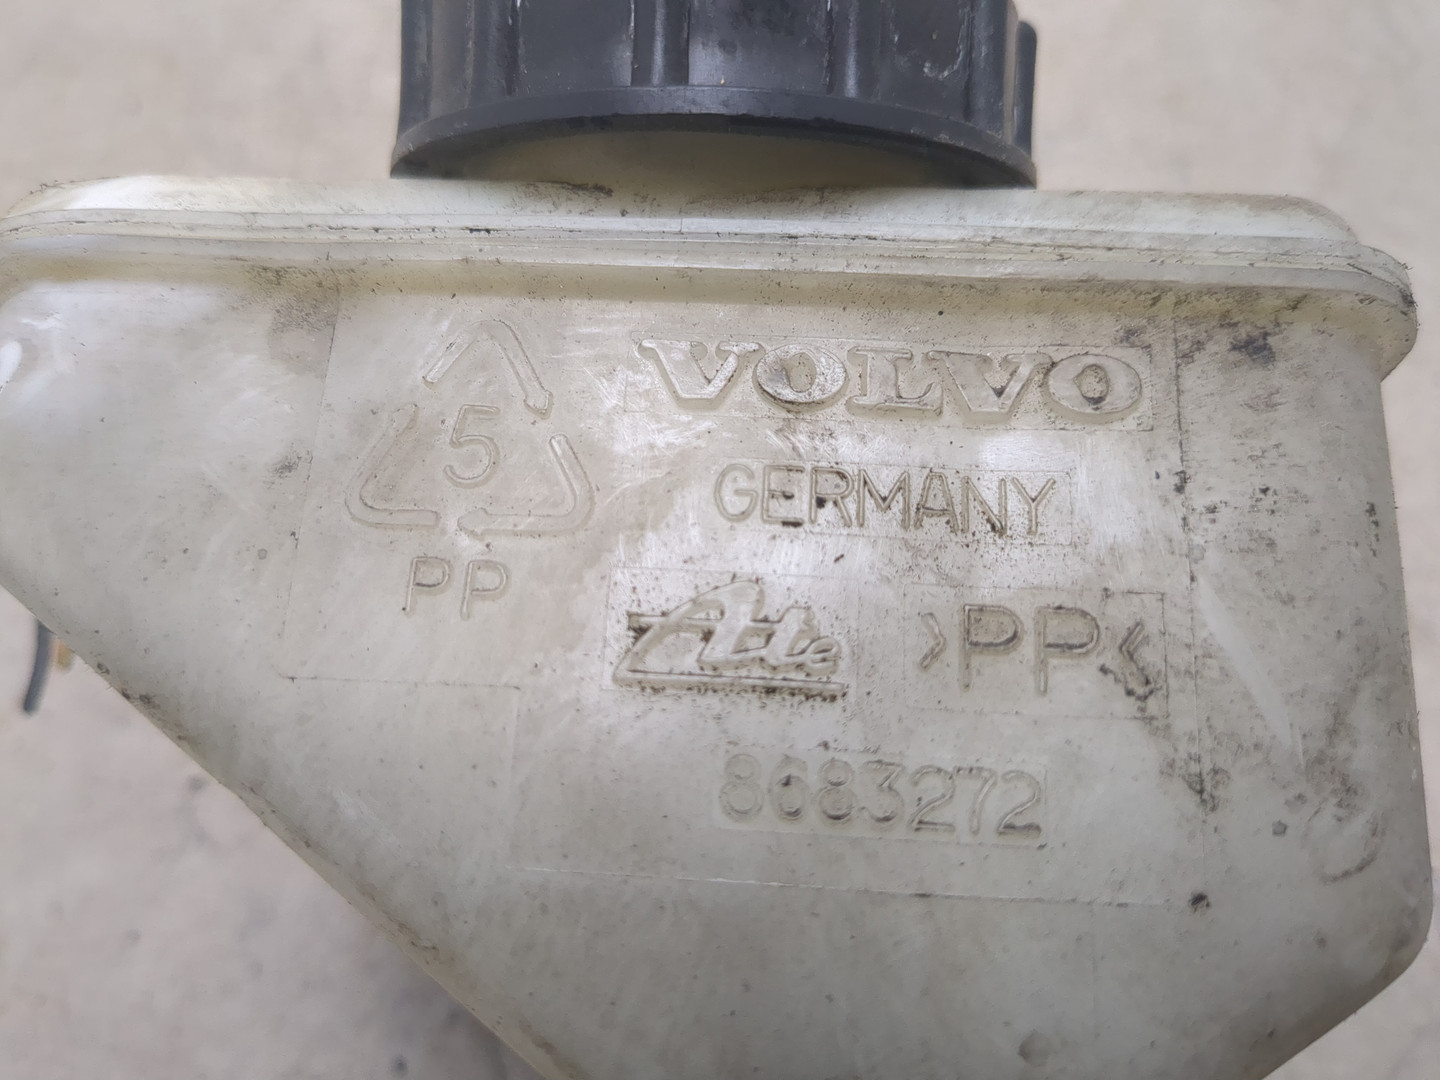 VOLVO
5
GERMANY
PP
Ate >PP<
8683272